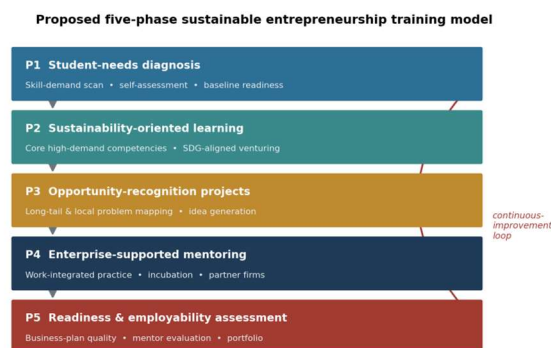 Proposed five-phase sustainable entrepreneurship training model
P1 Student-needs diagnosis
Skill-demand scan • self-assessment • baseline readiness
P2 Sustainability-oriented learning
Core high-demand competencies • SDG-aligned venturing
P3 Opportunity-recognition projects
Long-tail & local problem mapping • idea generation
continuous-
improvement
loop
P4 Enterprise-supported mentoring
Work-integrated practice • incubation • partner firms
P5 Readiness & employability assessment
Business-plan quality • mentor evaluation • portfolio